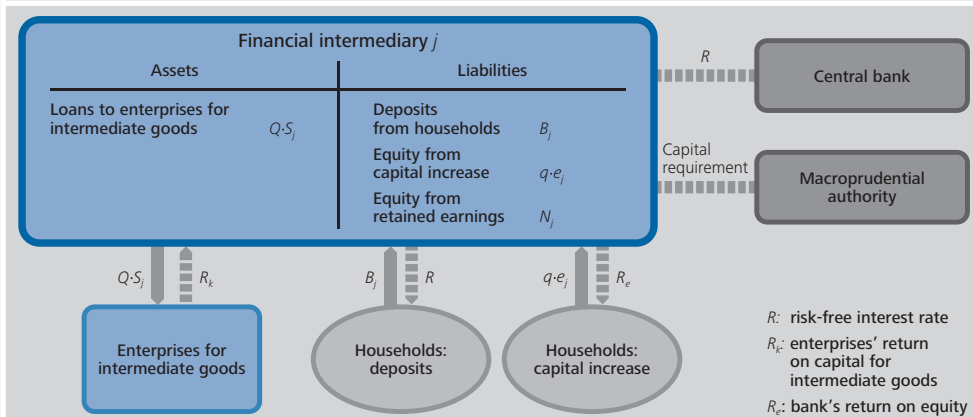 Financial intermediary j
Assets
Liabilities
Loans to enterprises for
intermediate goods Q·Sj
Deposits
from households Bj
Equity from
capital increase q·ej
Equity from
retained earnings Nj
R
Central bank
Capital
requirement
Macroprudential
authority
Q·Sj
Rk
Bj
R
q·ej
Re
Enterprises for
intermediate goods
Households:
deposits
Households:
capital increase
R: risk-free interest rate
Rk: enterprises' return
on capital for
intermediate goods
Re: bank's return on equity